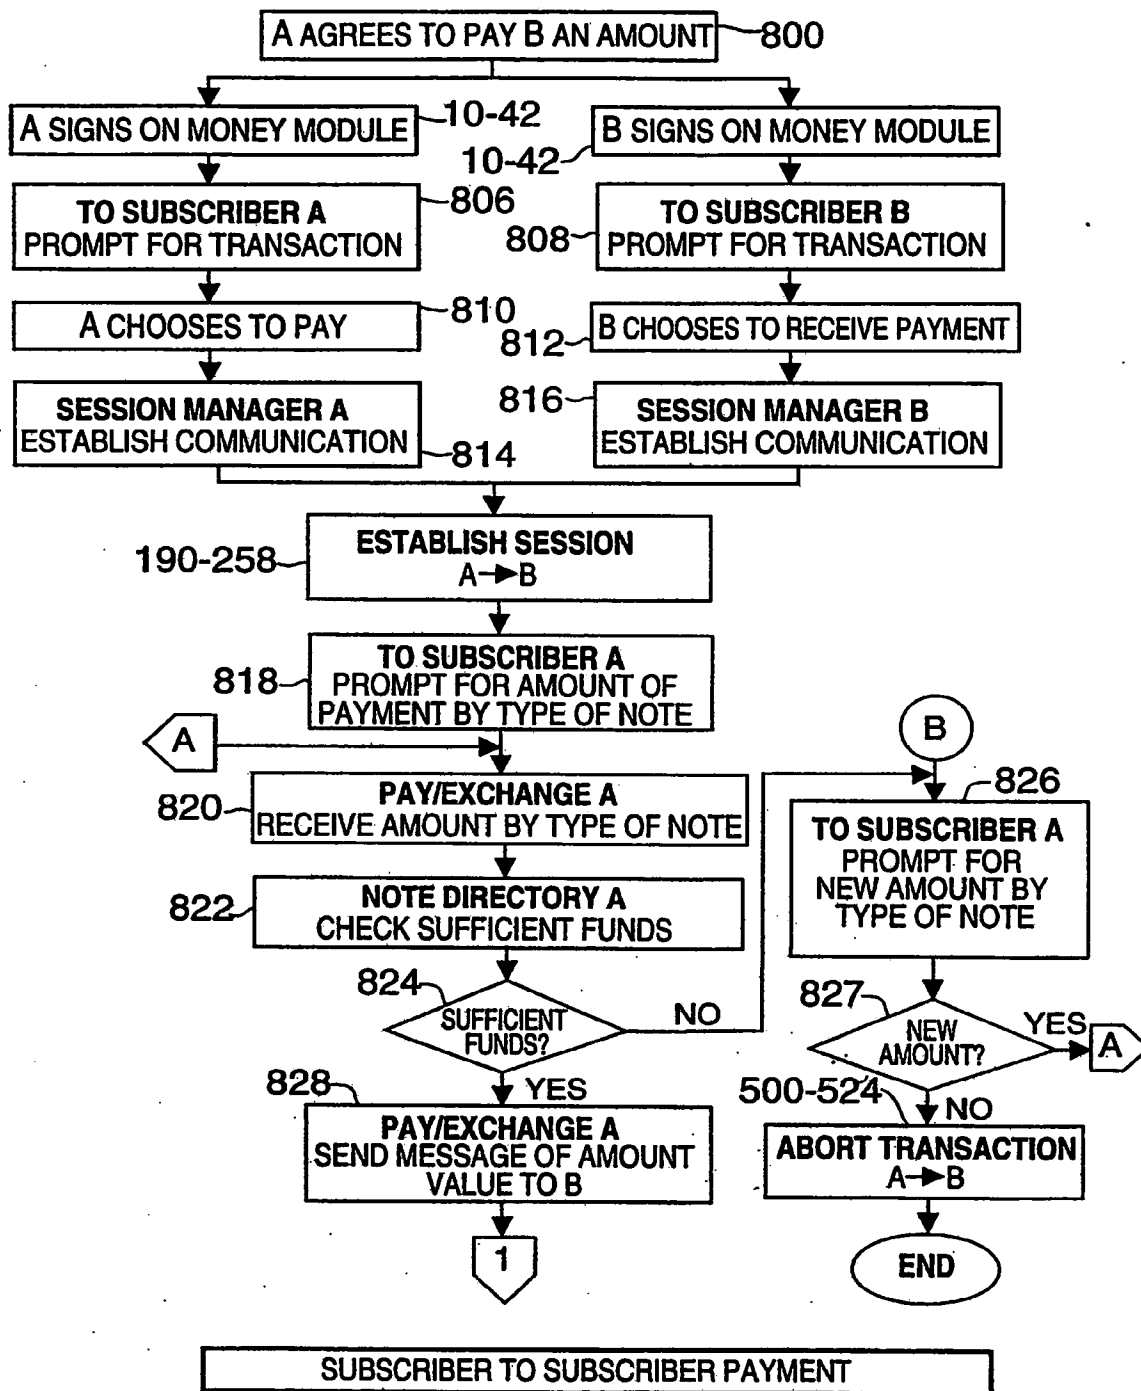 A AGREES TO PAY B AN AMOUNT 800
A SIGNS ON MONEY MODULE 10-42
B SIGNS ON MONEY MODULE
10-42
TO SUBSCRIBER A 806
PROMPT FOR TRANSACTION
TO SUBSCRIBER B
808 PROMPT FOR TRANSACTION
A CHOOSES TO PAY 810
B CHOOSES TO RECEIVE PAYMENT
812
SESSION MANAGER A
ESTABLISH COMMUNICATION 814
816 SESSION MANAGER B
ESTABLISH COMMUNICATION
190-258 ESTABLISH SESSION
A→B
TO SUBSCRIBER A
818 PROMPT FOR AMOUNT OF
PAYMENT BY TYPE OF NOTE
A
PAY/EXCHANGE A
820 RECEIVE AMOUNT BY TYPE OF NOTE
NOTE DIRECTORY A
822 CHECK SUFFICIENT FUNDS
824 SUFFICIENT
FUNDS?
NO
YES
828 PAY/EXCHANGE A
SEND MESSAGE OF AMOUNT
VALUE TO B
1
B
826
TO SUBSCRIBER A
PROMPT FOR
NEW AMOUNT BY
TYPE OF NOTE
827 NEW
AMOUNT?
YES A
500-524
NO
ABORT TRANSACTION
A→B
END
SUBSCRIBER TO SUBSCRIBER PAYMENT